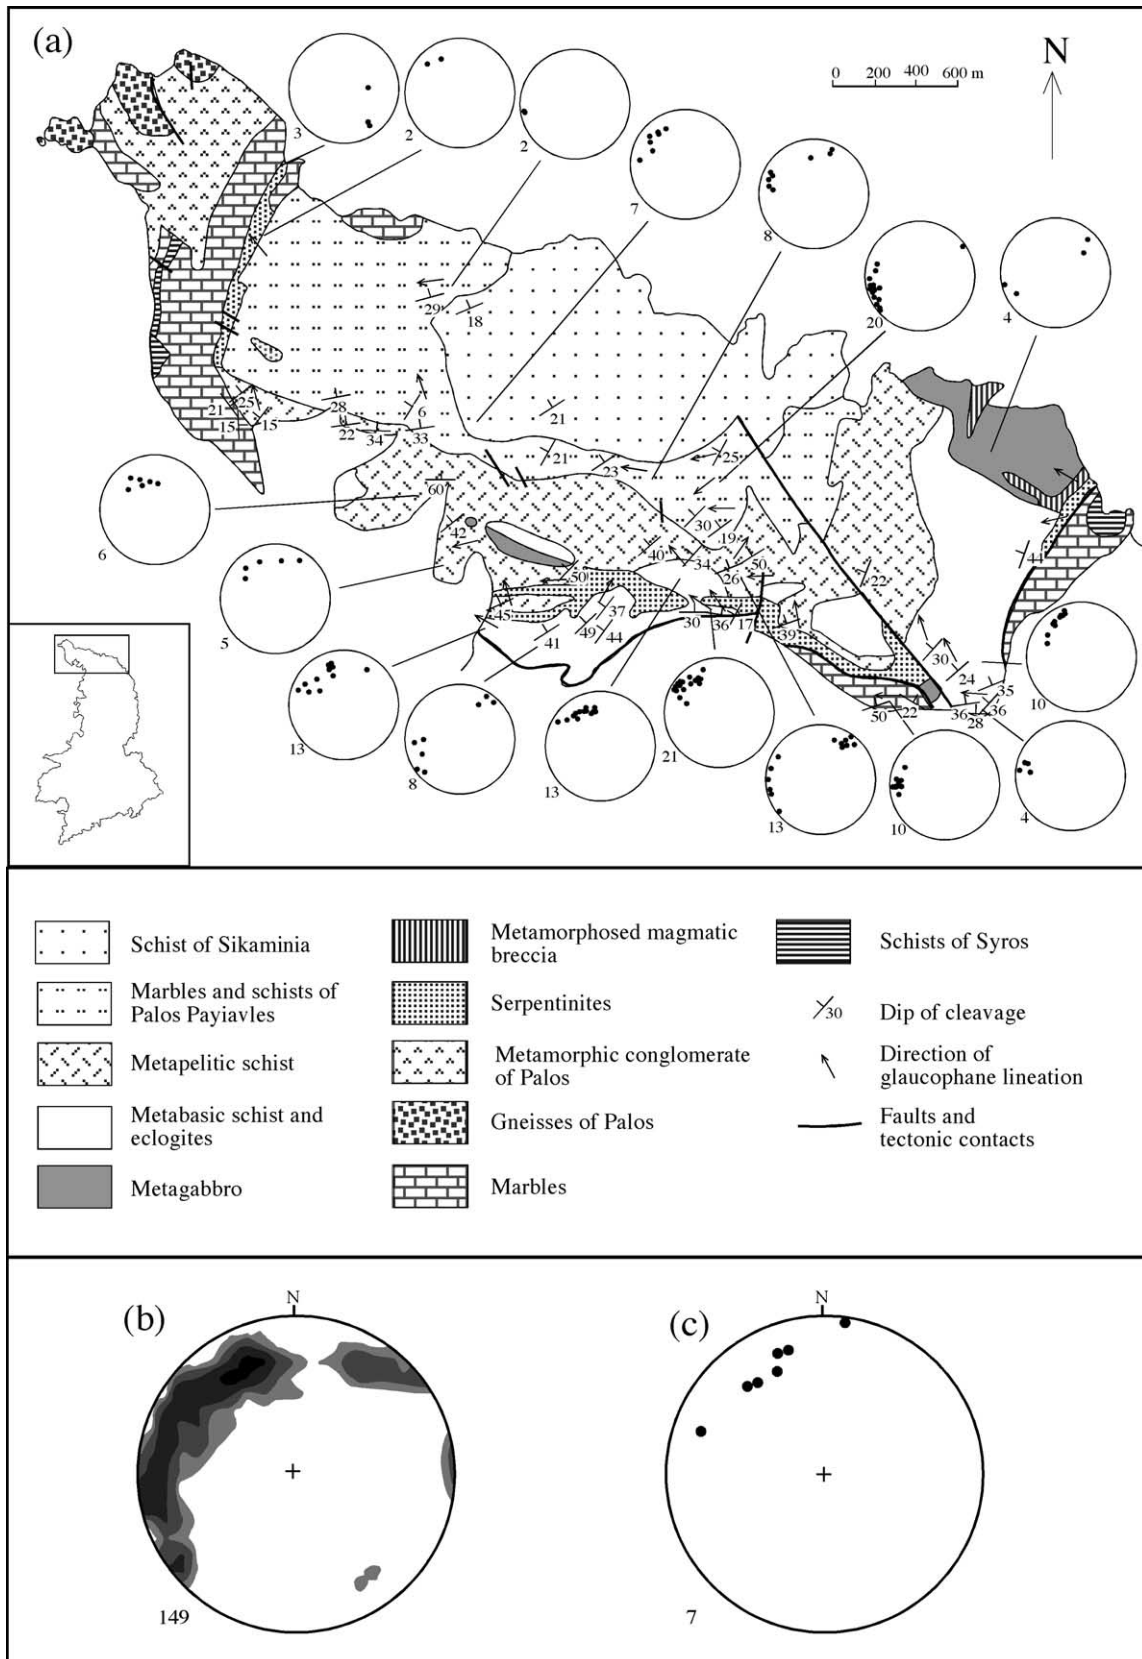 (a)
N
0 200 400 600 m
3
2
2
7
8
20
4
29
18
21
25
15
15
28
22
34
6
33
21
21
23
25
60
6
42
30
19
40
34
50
26
50
22
44
5
45
37
49
44
41
30
36
17
39
30
24
35
36
36
28
50
22
10
13
8
13
21
13
10
4
Schist of Sikaminia
Marbles and schists of
Palos Payiavles
Metapelitic schist
Metabasic schist and
eclogites
Metagabbro
Metamorphosed magmatic
breccia
Serpentinites
Metamorphic conglomerate
of Palos
Gneisses of Palos
Marbles
Schists of Syros
30 Dip of cleavage
Direction of
glaucophane lineation
Faults and
tectonic contacts
(b)
N
149
(c)
N
7